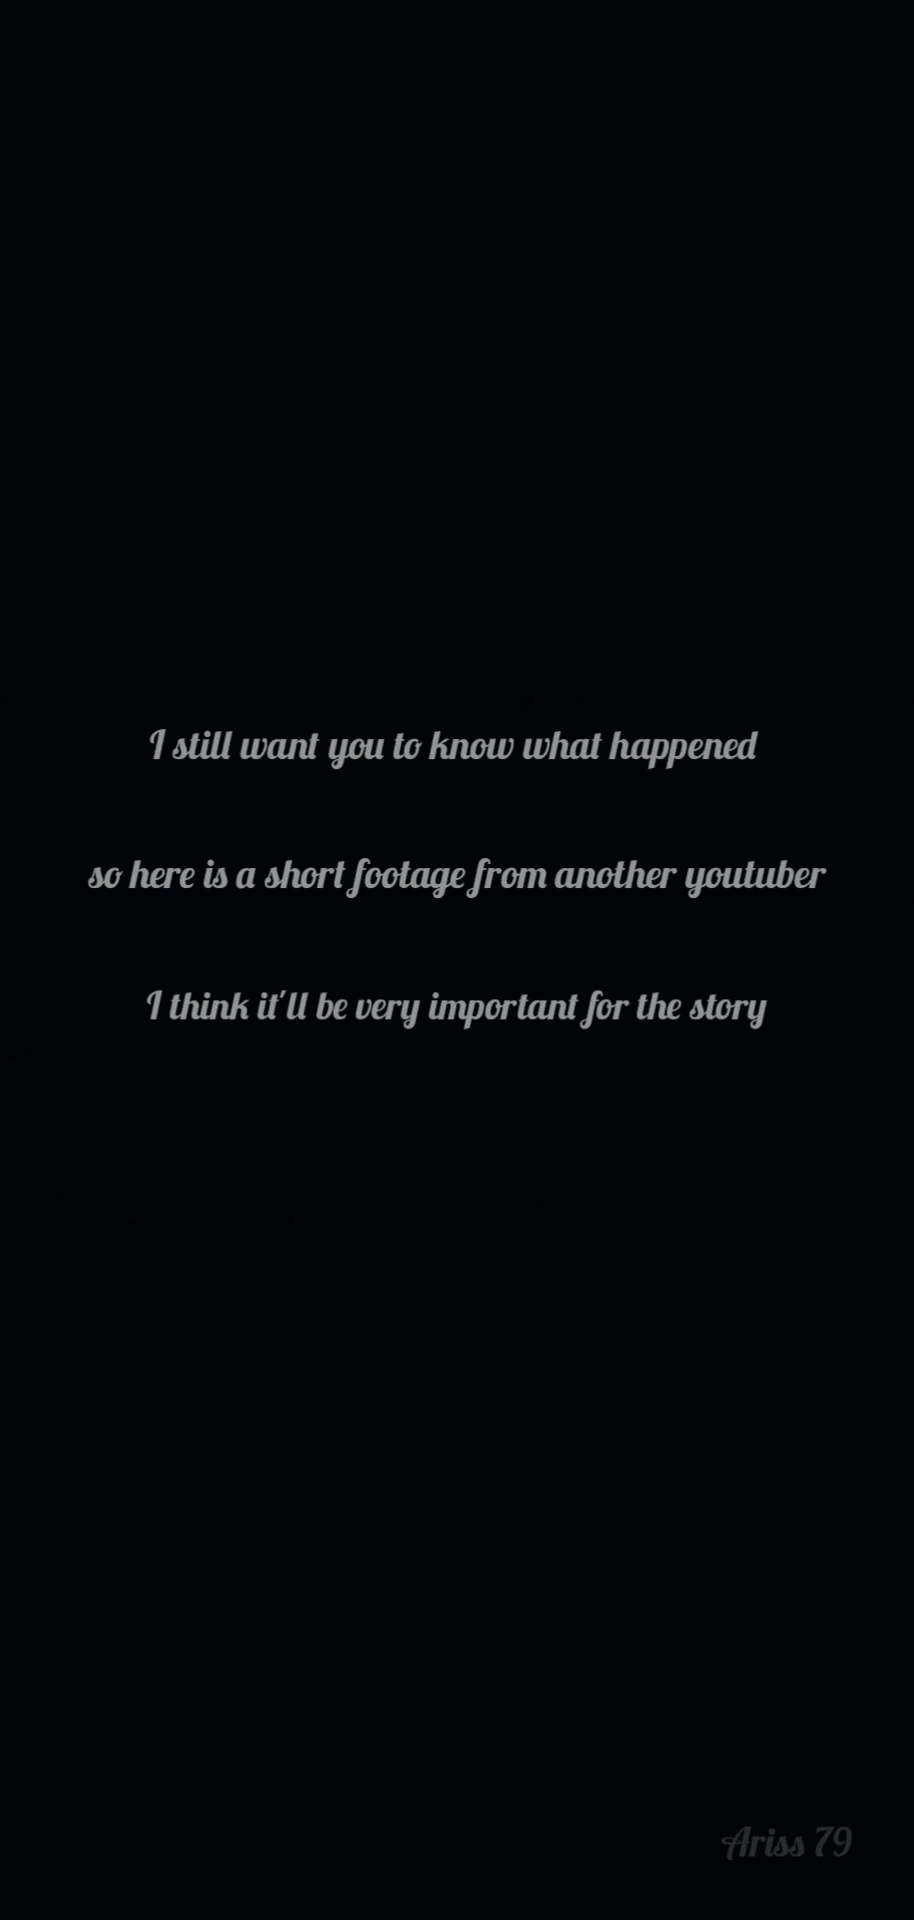 I still want you to know what happened
so here is a short footage from another youtuber
I think it'll be very important for the story
Ariss 79